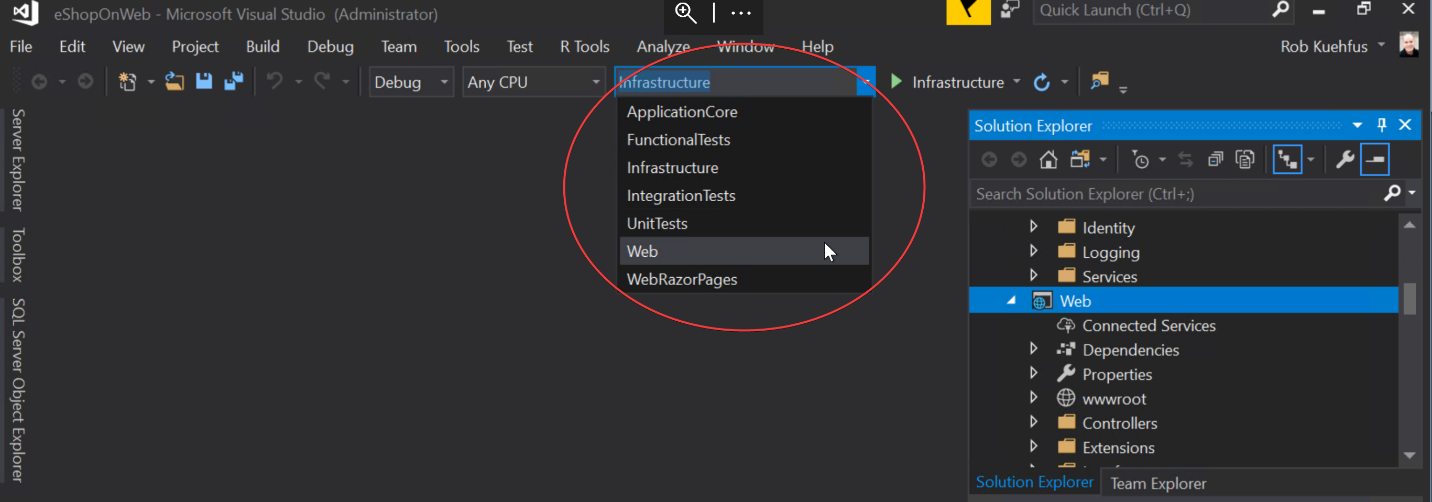 eShopOnWeb - Microsoft Visual Studio (Administrator)
Quick Launch (Ctrl+Q)
File Edit View Project Build Debug Team Tools Test R Tools Analyze Window Help
Rob Kuehfus
Debug Any CPU Infrastructure Infrastructure
ApplicationCore
FunctionalTests
Infrastructure
IntegrationTests
UnitTests
Web
WebRazorPages
Server Explorer
Toolbox
SQL Server Object Explorer
Solution Explorer
Search Solution Explorer (Ctrl+;)
Identity
Logging
Services
Web
Connected Services
Dependencies
Properties
wwwroot
Controllers
Extensions
Solution Explorer Team Explorer